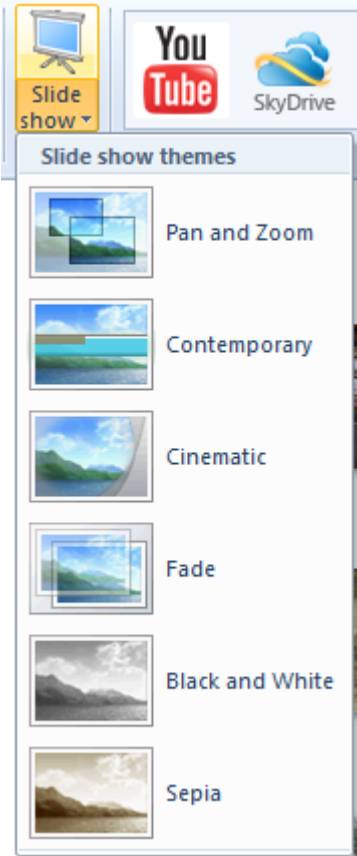 Slide
show
You
Tube
SkyDrive
Slide show themes
Pan and Zoom
Contemporary
Cinematic
Fade
Black and White
Sepia